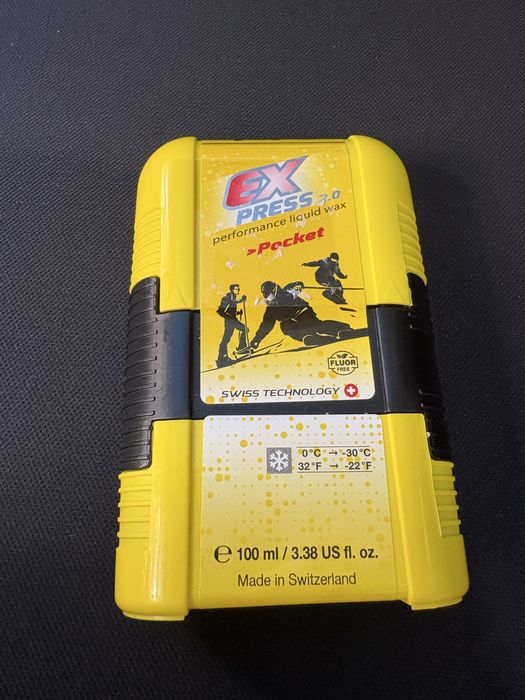 EX
PRESS 2.0
performance liquid wax
>Pocket
FLUOR
FREE
SWISS TECHNOLOGY
0°C → -30°C
32°F → -22°F
℮ 100 ml / 3.38 US fl. oz.
Made in Switzerland